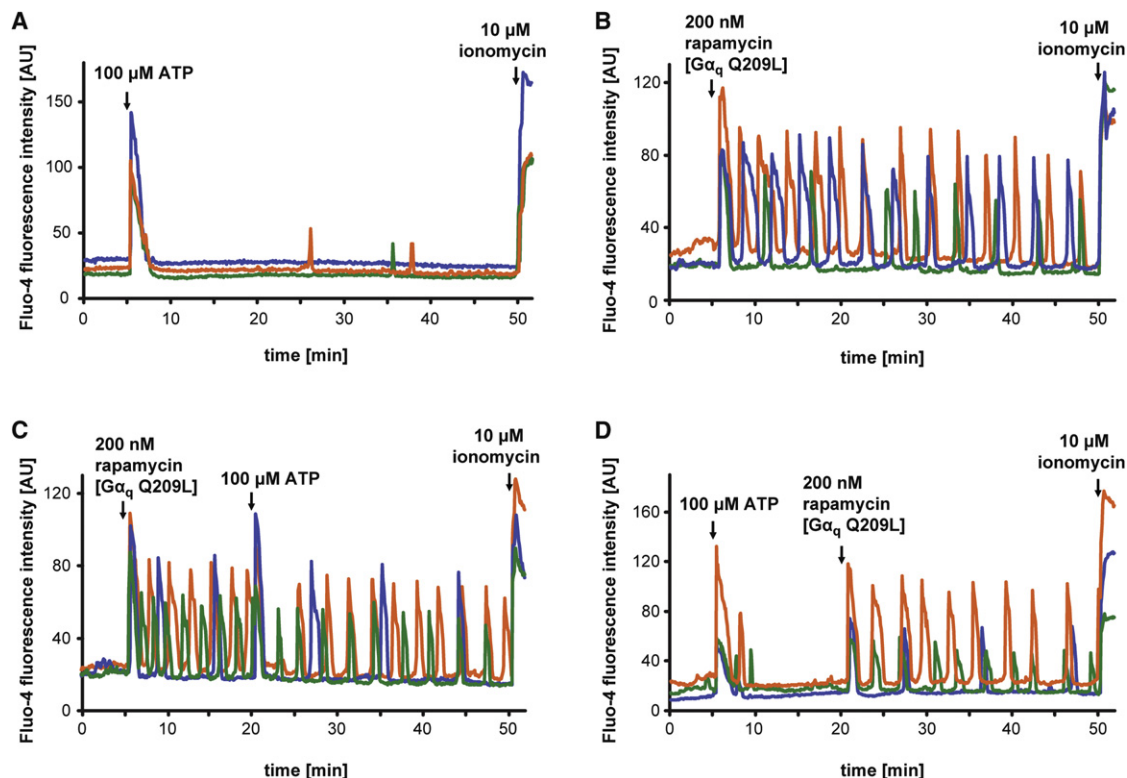 A
Fluo-4 fluorescence intensity [AU]
150
100
50
0
100 µM ATP
10 µM
ionomycin
0 10 20 30 40 50
time [min]
B
Fluo-4 fluorescence intensity [AU]
120
80
40
0
200 nM
rapamycin
[Gαq Q209L]
10 µM
ionomycin
0 10 20 30 40 50
time [min]
C
Fluo-4 fluorescence intensity [AU]
120
80
40
0
200 nM
rapamycin
[Gαq Q209L]
100 µM ATP
10 µM
ionomycin
0 10 20 30 40 50
time [min]
D
Fluo-4 fluorescence intensity [AU]
160
120
80
40
0
100 µM ATP
200 nM
rapamycin
[Gαq Q209L]
10 µM
ionomycin
0 10 20 30 40 50
time [min]